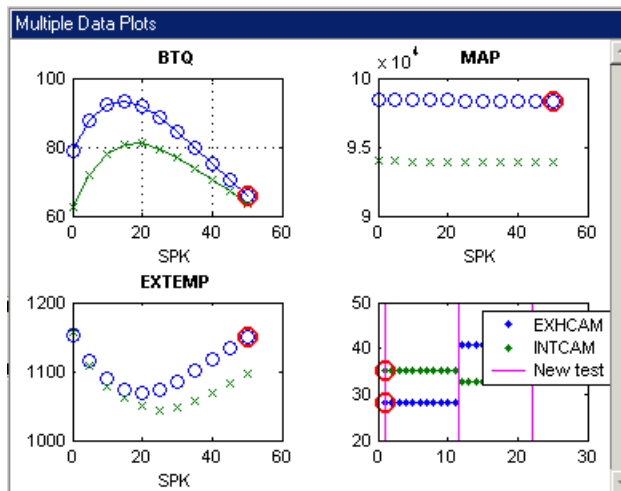 Multiple Data Plots
BTQ
100
80
60
0 20 40 60
SPK
MAP
× 10⁴
10
9.5
9
0 20 40 60
SPK
EXTEMP
1200
1100
1000
0 20 40 60
SPK
50
40
30
20
0 10 20 30
EXHCAM
INTCAM
New test